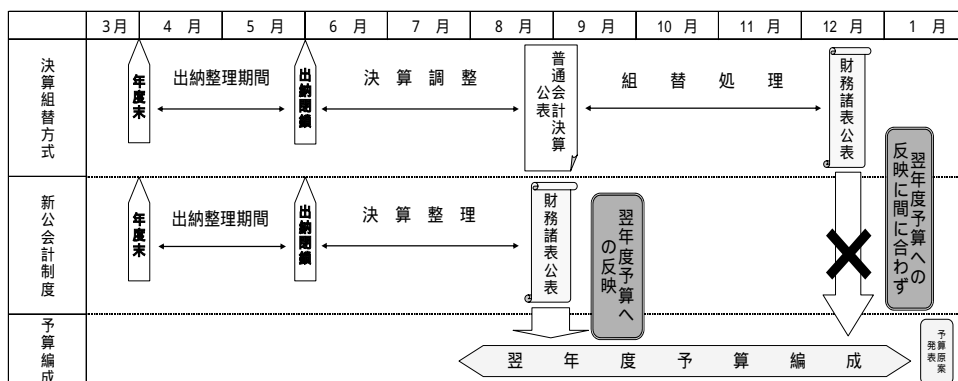 3月 4月 5月 6月 7月 8月 9月 10月 11月 12月 1月
決算組替方式
年度末
出納整理期間
出納閉鎖
決算調整
普通会計決算
公表
組替処理
財務諸表公表
翌年度予算への
反映に間に合わず
新公会計制度
年度末
出納整理期間
出納閉鎖
決算整理
財務諸表公表
翌年度予算へ
の反映
予算編成
翌年度予算編成
予算原案
発表